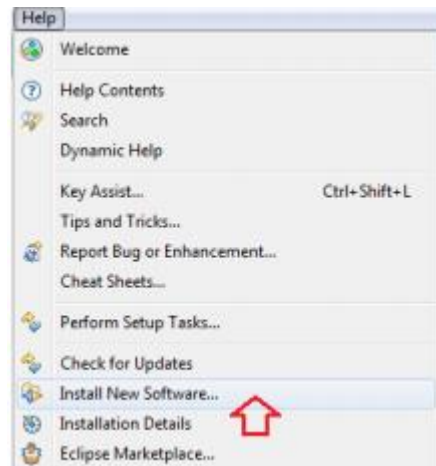 Help
Welcome
Help Contents
Search
Dynamic Help
Key Assist... Ctrl+Shift+L
Tips and Tricks...
Report Bug or Enhancement...
Cheat Sheets...
Perform Setup Tasks...
Check for Updates
Install New Software...
Installation Details
Eclipse Marketplace...